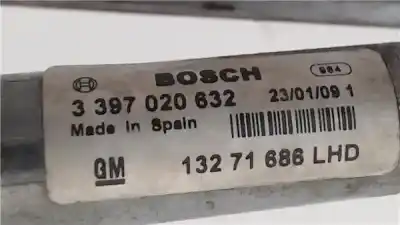 BOSCH 984
3 397 020 632 23/01/09 1
Made in Spain
GM 132 71 686 LHD